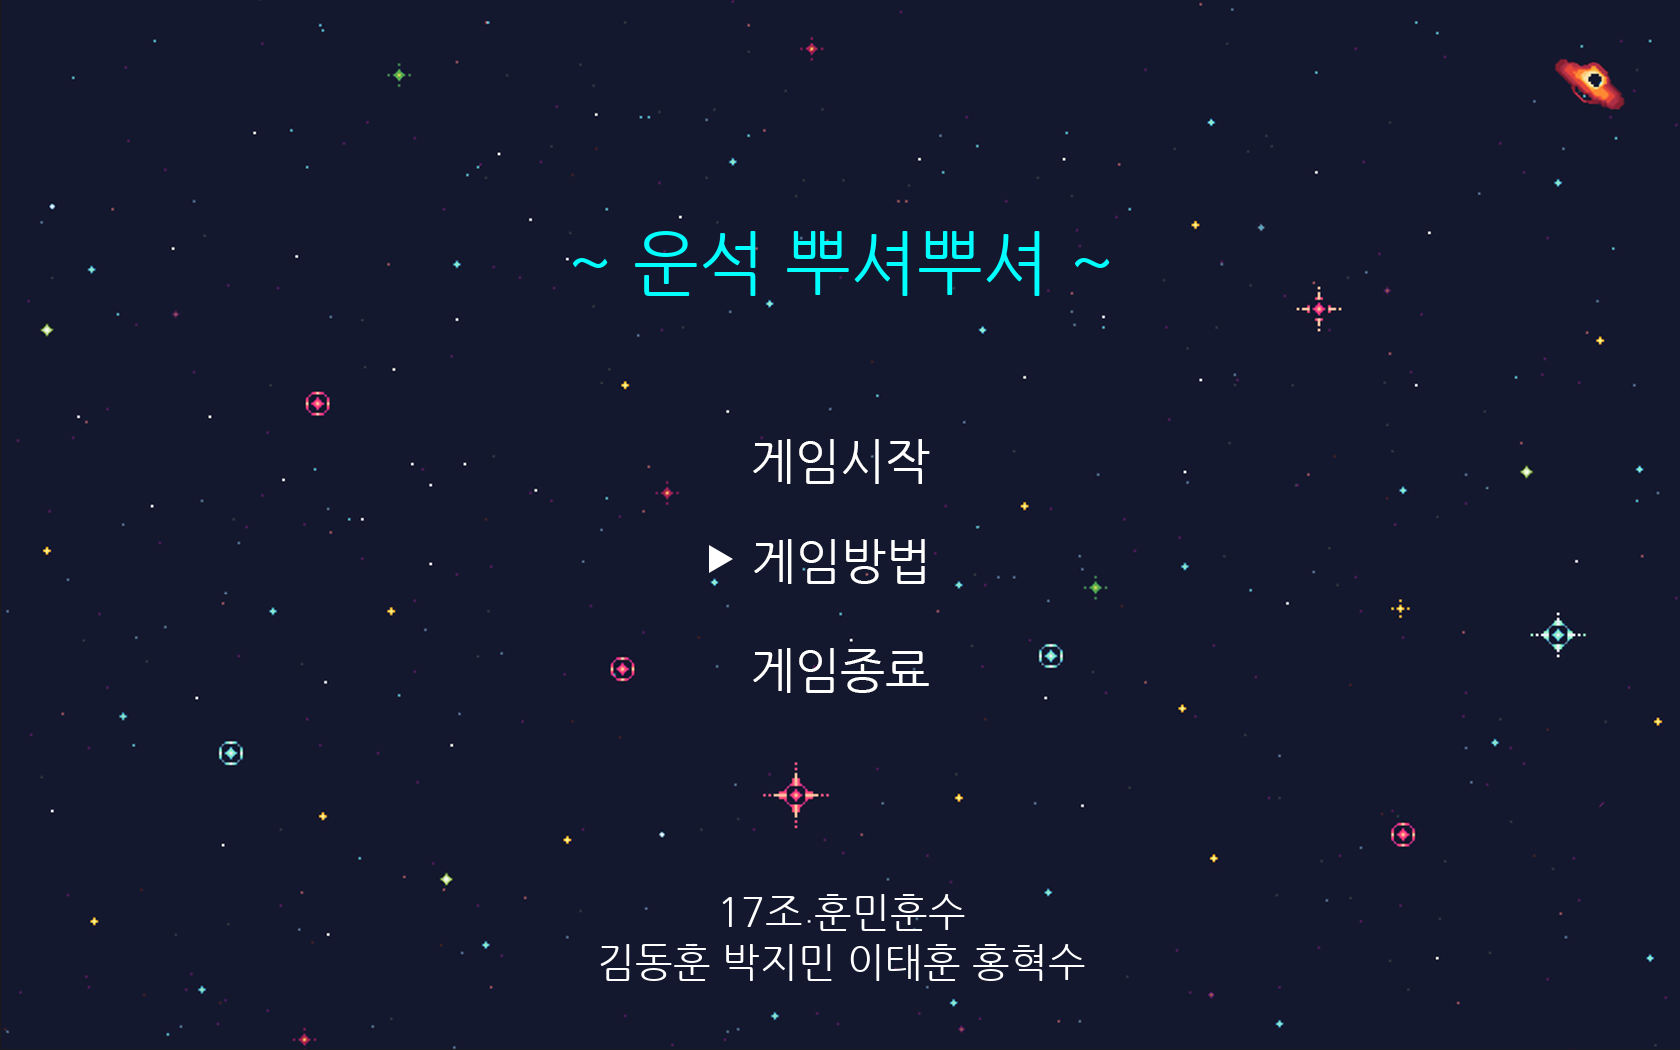 ~ 운석 뿌셔뿌셔 ~
게임시작
▶ 게임방법
게임종료
17조.훈민훈수
김동훈 박지민 이태훈 홍혁수